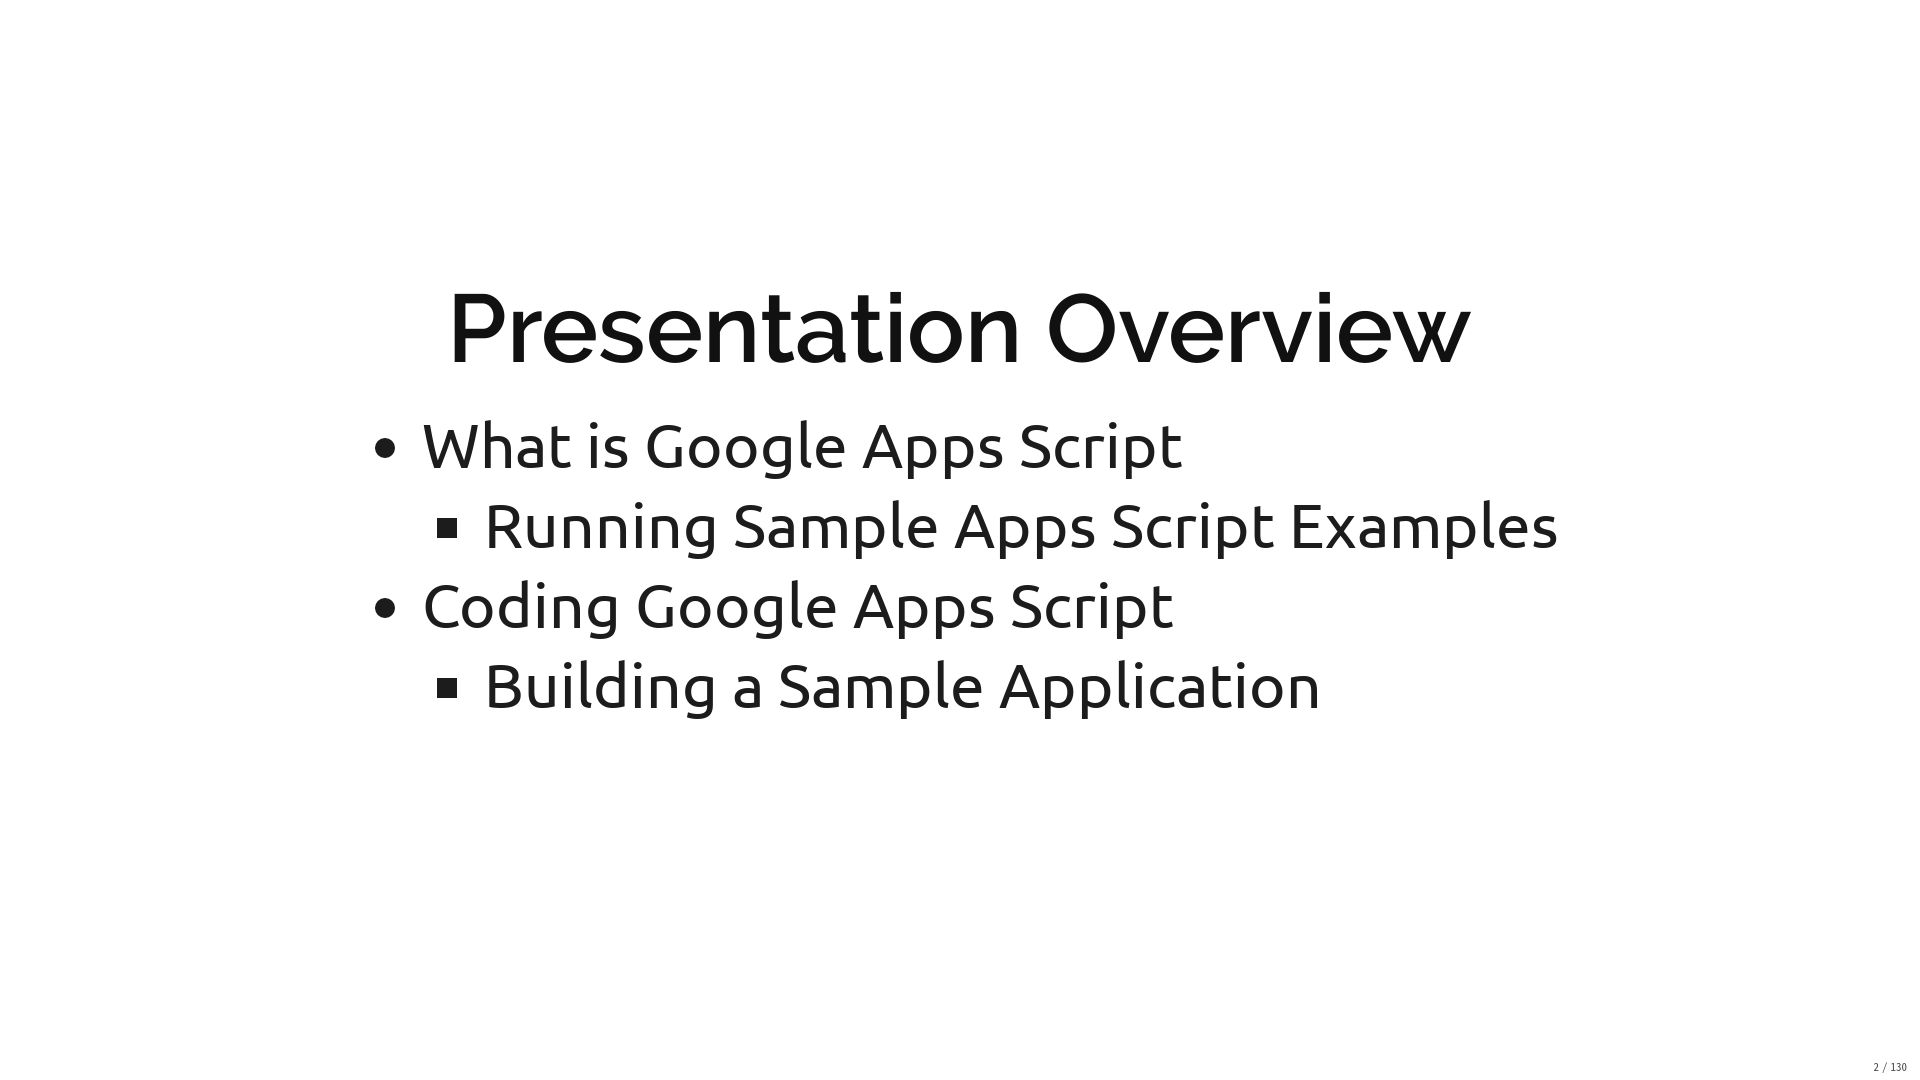 Presentation Overview
• What is Google Apps Script
▪ Running Sample Apps Script Examples
• Coding Google Apps Script
▪ Building a Sample Application
2 / 130